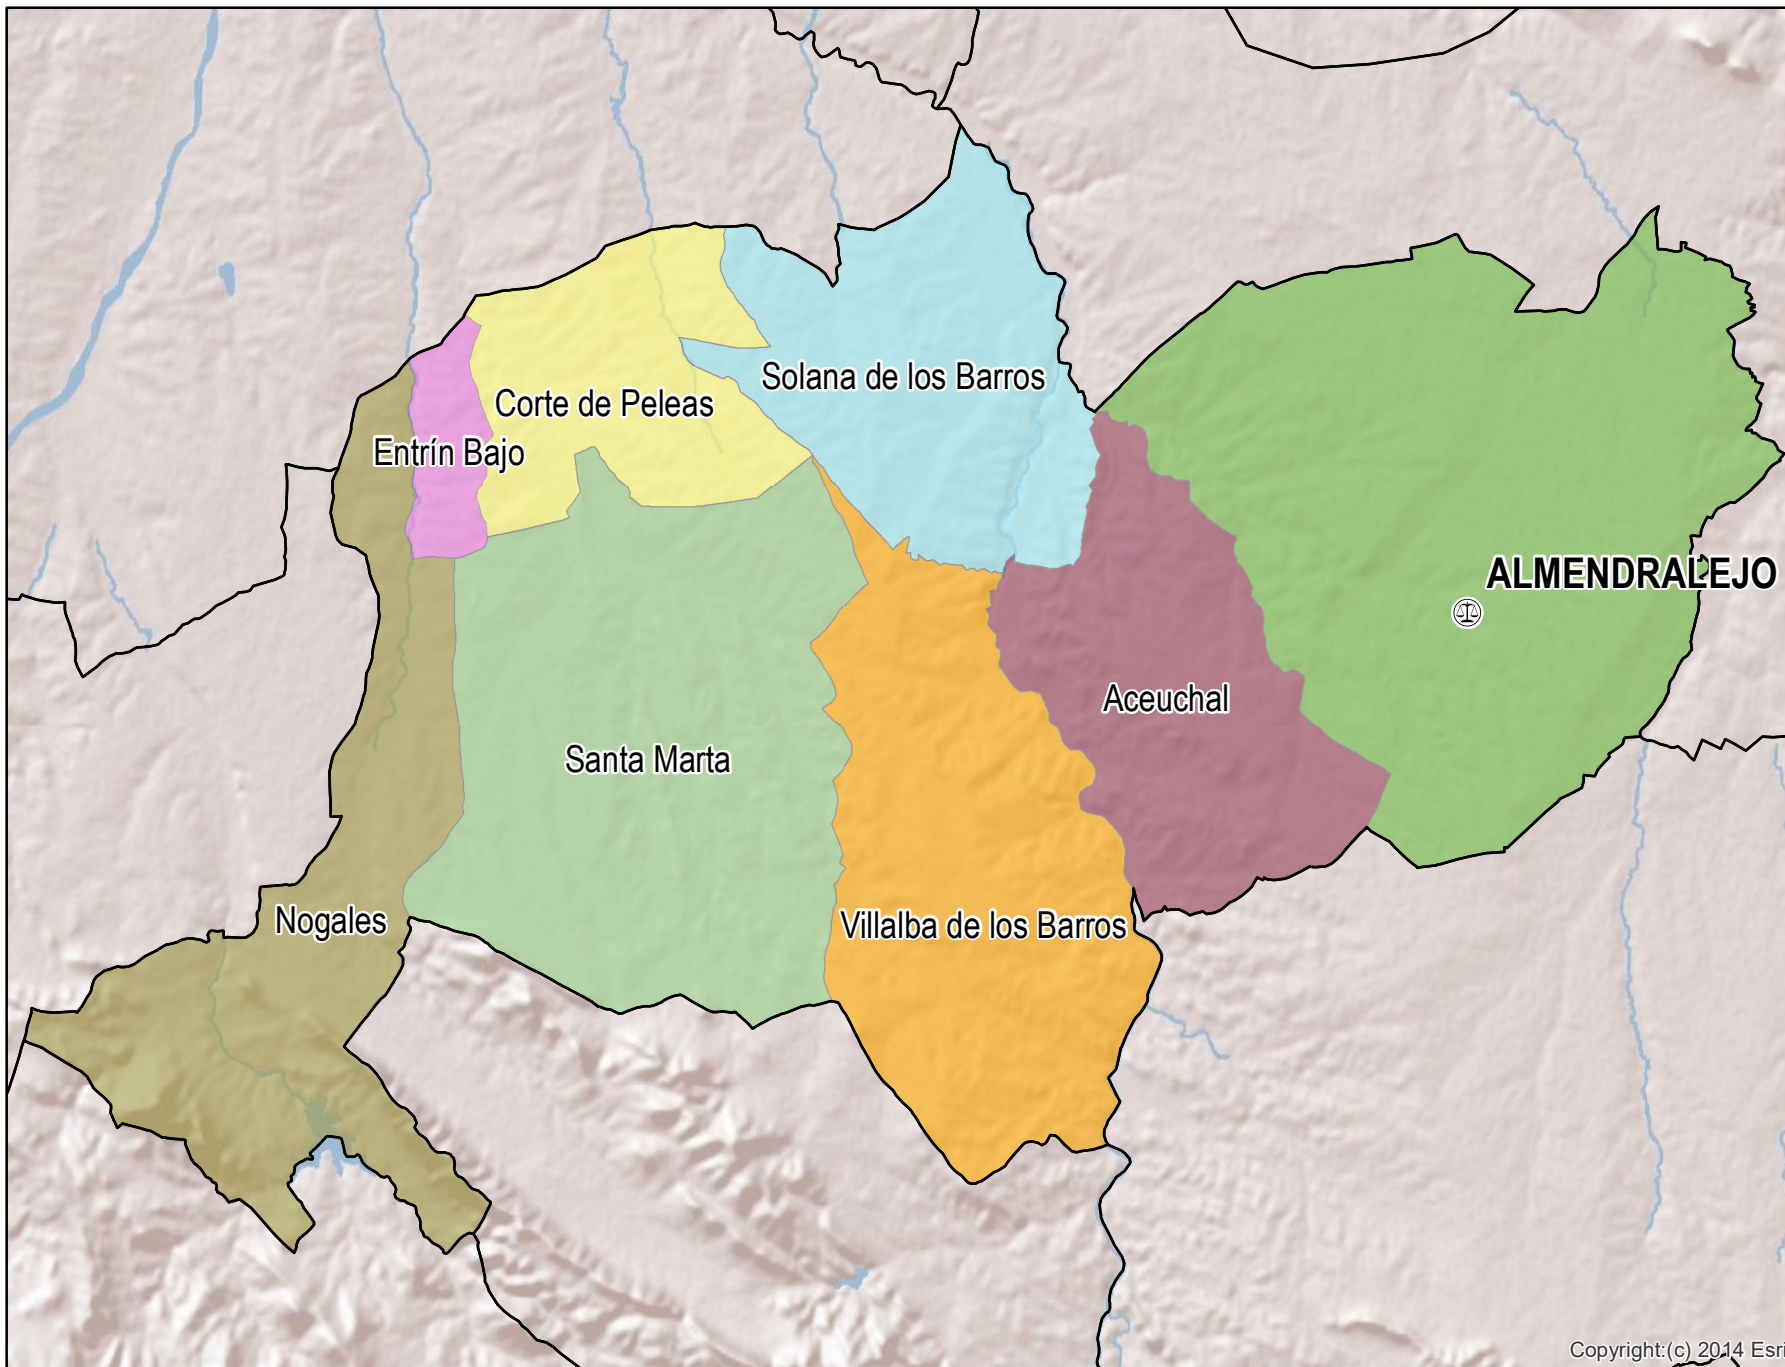 Solana de los Barros
Corte de Peleas
Entrín Bajo
ALMENDRALEJO
Aceuchal
Santa Marta
Nogales
Villalba de los Barros
Copyright:(c) 2014 Esri